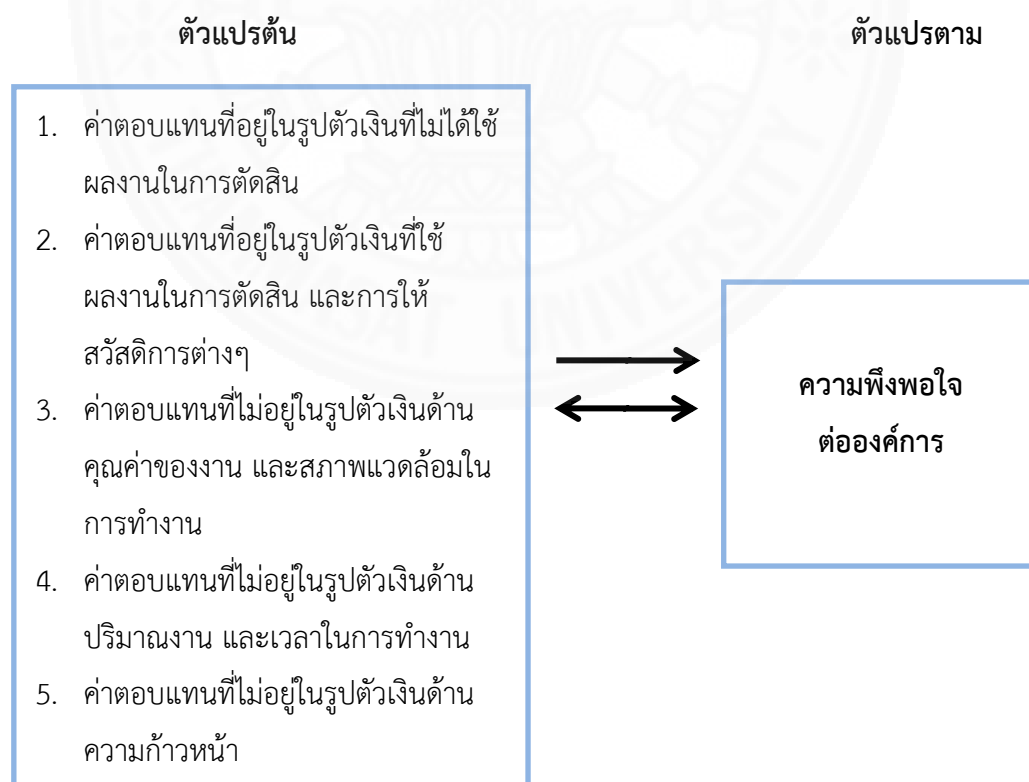 ตัวแปรต้น
ตัวแปรตาม
1. ค่าตอบแทนที่อยู่ในรูปตัวเงินที่ไม่ได้ใช้
ผลงานในการตัดสิน
2. ค่าตอบแทนที่อยู่ในรูปตัวเงินที่ใช้
ผลงานในการตัดสิน และการให้
สวัสดิการต่างๆ
3. ค่าตอบแทนที่ไม่อยู่ในรูปตัวเงินด้าน
คุณค่าของงาน และสภาพแวดล้อมใน
การทำงาน
4. ค่าตอบแทนที่ไม่อยู่ในรูปตัวเงินด้าน
ปริมาณงาน และเวลาในการทำงาน
5. ค่าตอบแทนที่ไม่อยู่ในรูปตัวเงินด้าน
ความก้าวหน้า
ความพึงพอใจ
ต่อองค์การ
UNIVERSITY